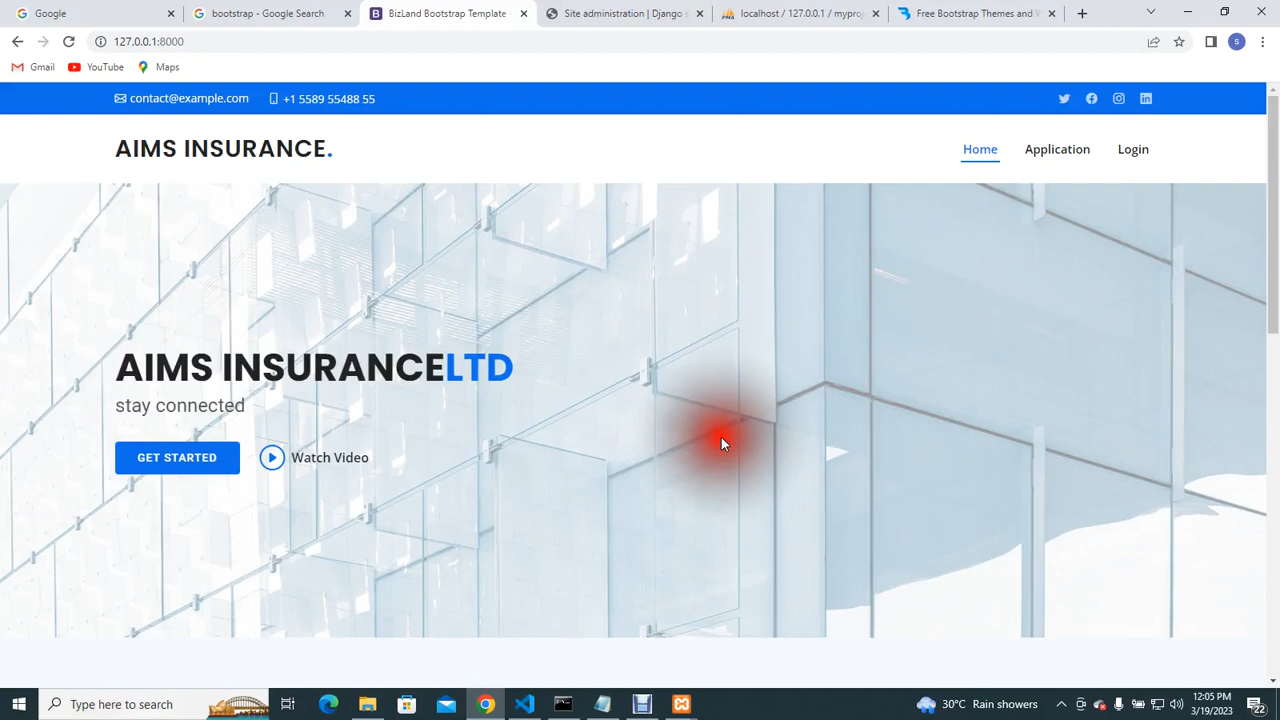 Google
bootstrap - Google Search
BizLand Bootstrap Template -
Site administration | Django s
localhost / 127.0.0.1 / myproj
Free Bootstrap Themes and W
127.0.0.1:8000
S
Gmail
YouTube
Maps
contact@example.com
+1 5589 55488 55
AIMS INSURANCE.
Home
Application
Login
AIMS INSURANCELTD
stay connected
GET STARTED
Watch Video
Type here to search
Rain showers
12:05 PM
3/19/2023
22